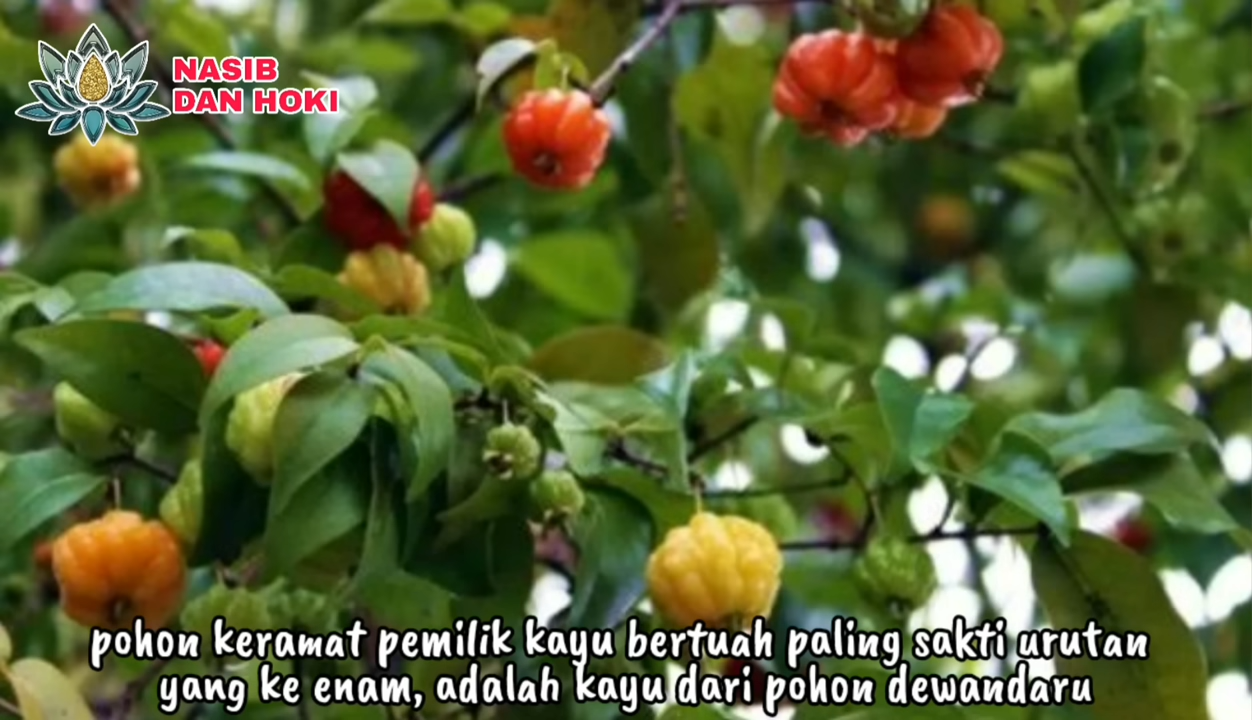 NASIB
DAN HOKI
pohon keramat pemilik kayu bertuah paling sakti urutan
yang ke enam, adalah kayu dari pohon dewandaru